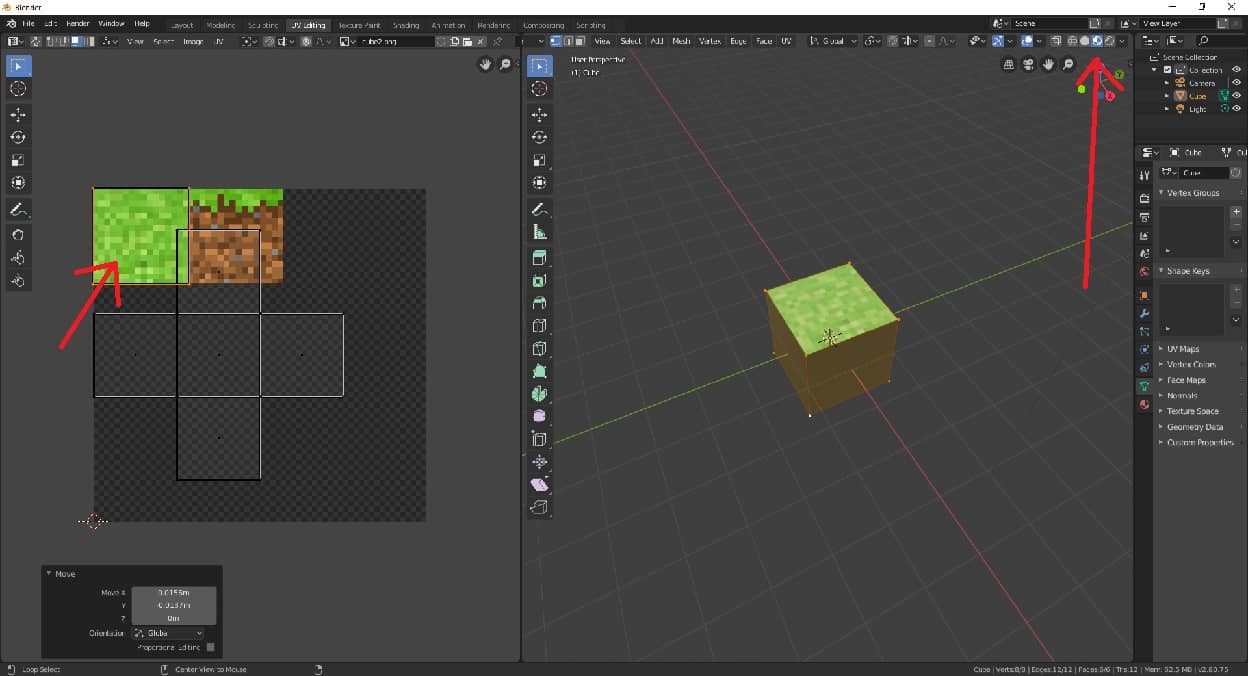 Blender
File Edit Render Window Help
Layout Modeling Sculpting UV Editing Texture Paint Shading Animation Rendering Compositing Scripting
Scene
View Layer
View Select Image UV
cube2.png
View Select Add Mesh Vertex Edge Face UV
Global
User Perspective
(1) Cube
Scene Collection
Collection
Camera
Cube
Light
Cube
Cube
Vertex Groups
Shape Keys
UV Maps
Vertex Colors
Face Maps
Normals
Texture Space
Geometry Data
Custom Properties
Move
Move X 0.0156m
Y -0.0137m
Z 0m
Orientation Global
Proportional Editing
Loop Select
Center View to Mouse
Cube | Verts:8/8 | Edges:12/12 | Faces:6/6 | Tris:12 | Mem: 62.5 MB | v2.80.75